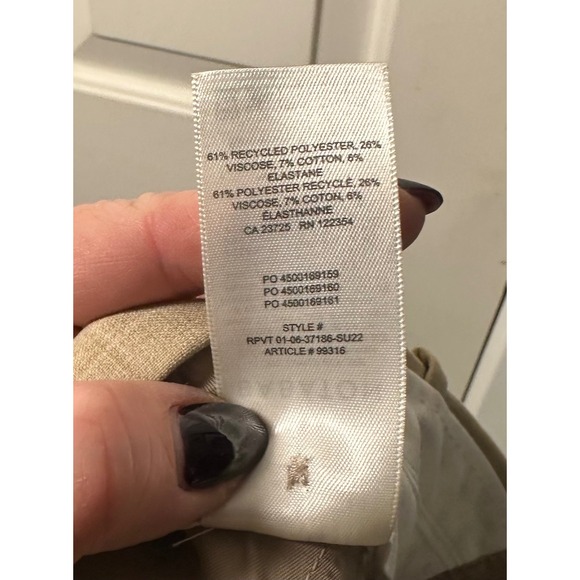 61% RECYCLED POLYESTER, 26%
VISCOSE, 7% COTTON, 6%
ELASTANE
61% POLYESTER RECYCLÉ, 26%
VISCOSE, 7% COTON, 6%
ÉLASTHANNE
CA 23725 RN 122354
PO 4500169159
PO 4500169160
PO 4500169161
STYLE #
RPVT 01-06-37186-SU22
ARTICLE # 99316